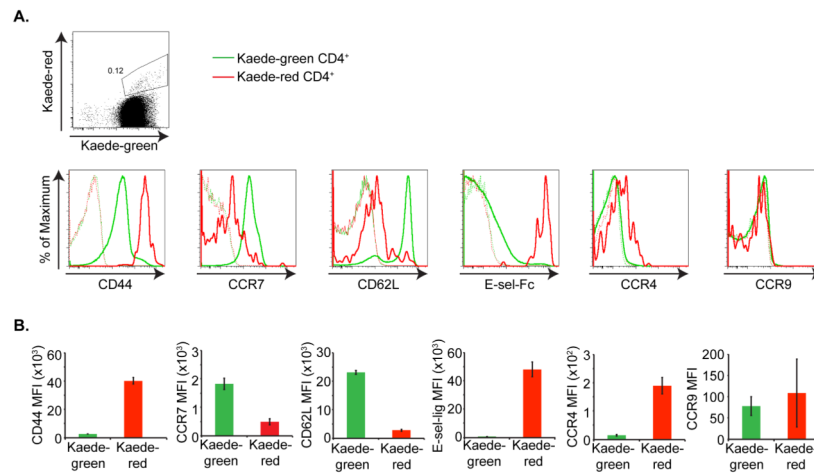 A.
Kaede-red
0.12
Kaede-green
Kaede-green CD4+
Kaede-red CD4+
% of Maximum
CD44
CCR7
CD62L
E-sel-Fc
CCR4
CCR9
B.
CD44 MFI (x10³)
60
40
20
0
Kaede-green
Kaede-red
CCR7 MFI (x10³)
3
2
1
0
Kaede-green
Kaede-red
CD62L MFI (x10³)
30
20
10
0
Kaede-green
Kaede-red
E-sel-lig MFI (x10³)
60
40
20
0
Kaede-green
Kaede-red
CCR4 MFI (x10²)
3
2
1
0
Kaede-green
Kaede-red
CCR9 MFI
200
150
100
50
0
Kaede-green
Kaede-red